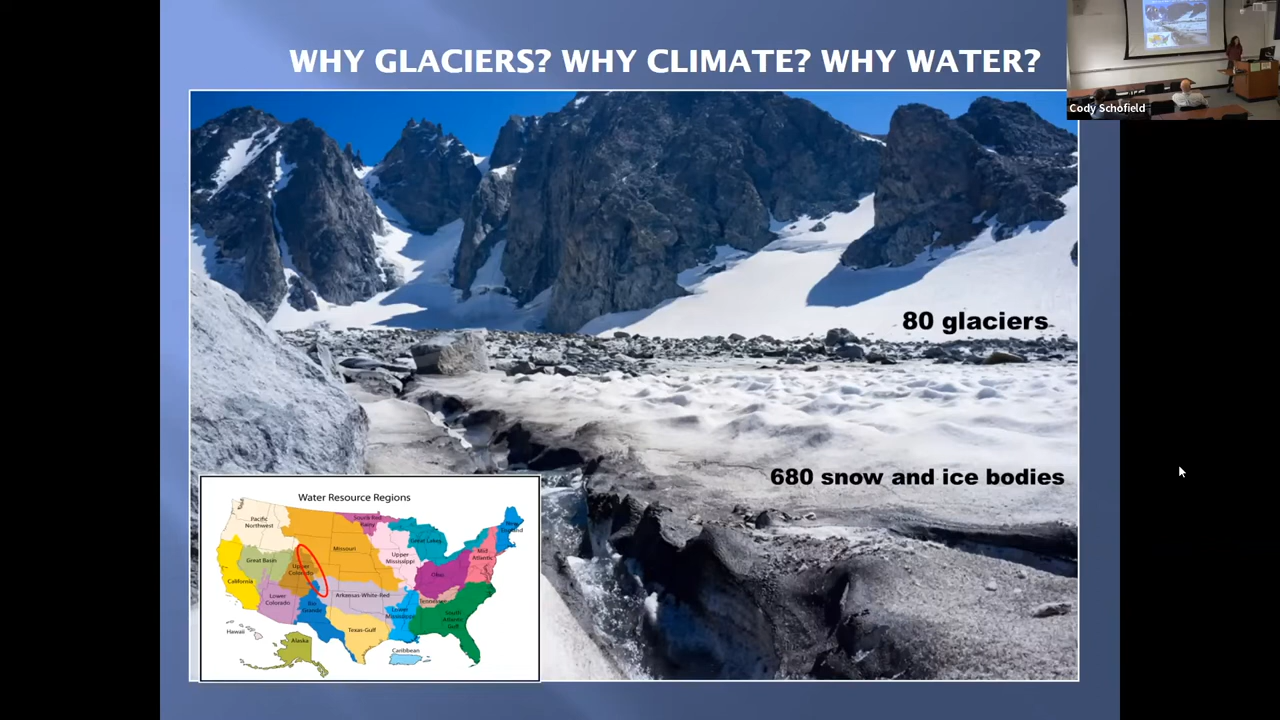 WHY GLACIERS? WHY CLIMATE? WHY WATER?
Cody Schofield
80 glaciers
680 snow and ice bodies
Water Resource Regions
Pacific
Northwest
Souris Red
Rainy
New
England
Missouri
Great Lakes
Upper
Mississippi
Mid
Atlantic
Great Basin
Upper
Colorado
Ohio
California
Lower
Colorado
Rio
Grande
Arkansas-White-Red
Tennessee
Lower
Mississippi
South
Atlantic
Gulf
Texas-Gulf
Hawaii
Alaska
Caribbean